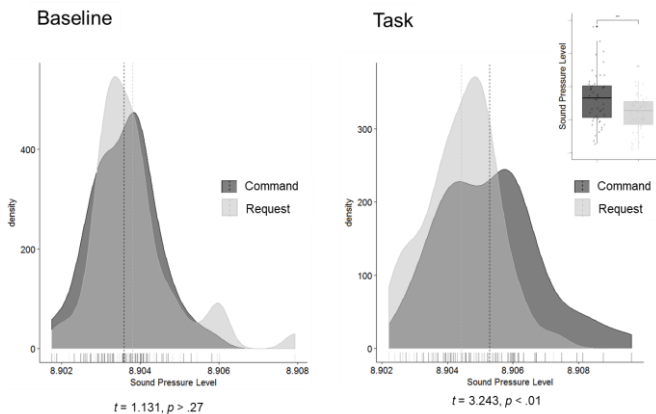 Baseline
Task
Sound Pressure Level
**
density
400
200
0
8.902
8.904
8.906
8.908
Sound Pressure Level
Command
Request
t = 1.131, p > .27
density
300
200
100
0
8.902
8.904
8.906
8.908
Sound Pressure Level
Command
Request
t = 3.243, p < .01